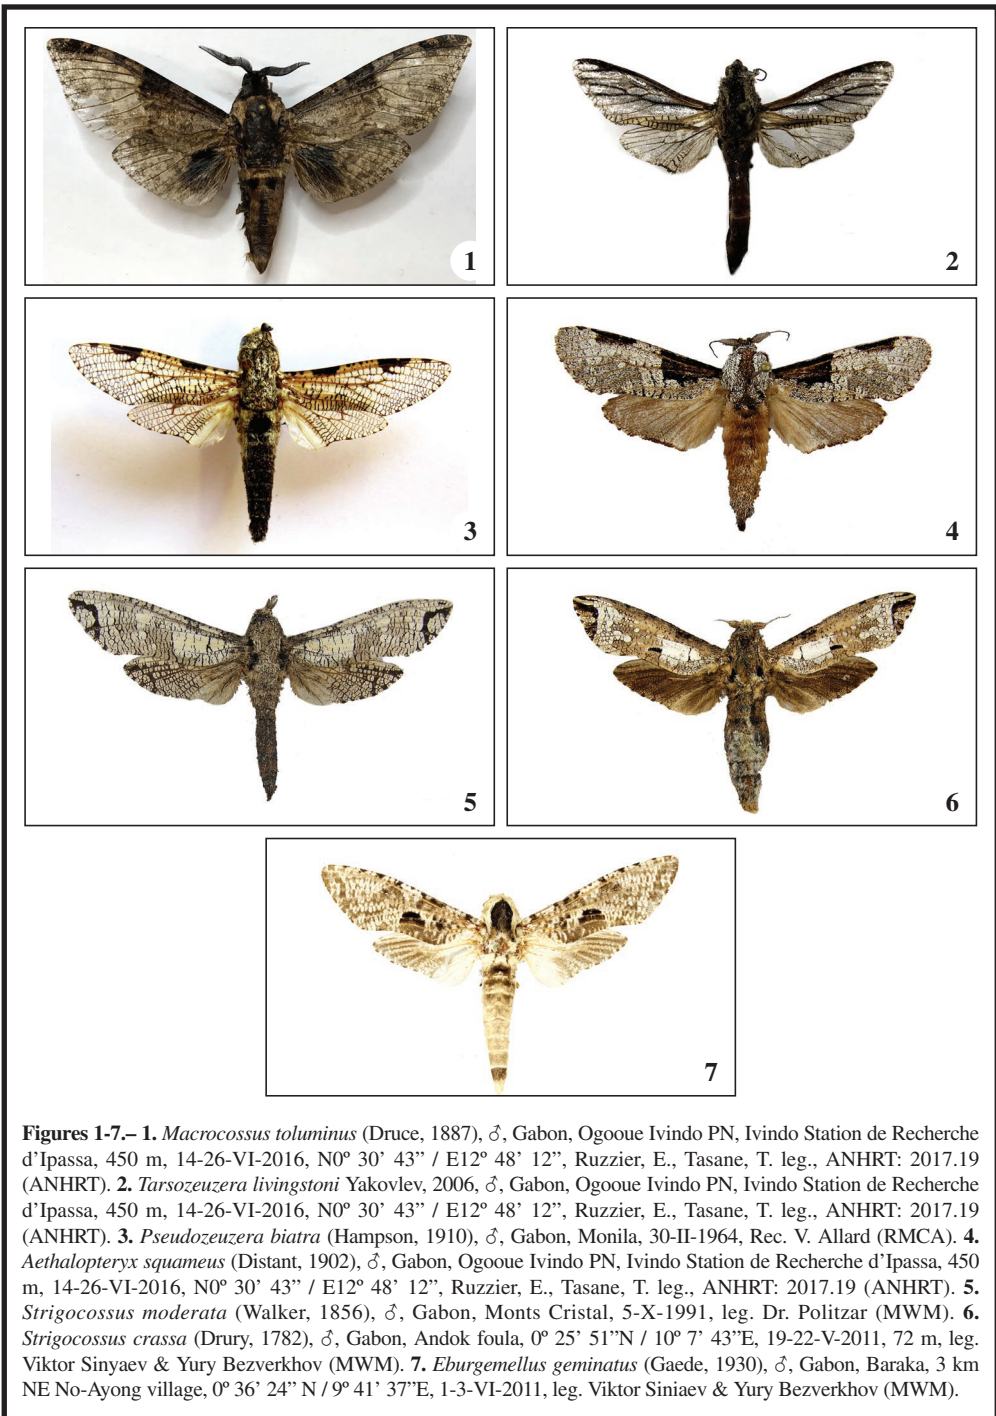 1
2
3
4
5
6
7
Figures 1-7.– 1. Macrocossus toluminus (Druce, 1887), ♂, Gabon, Ogooue Ivindo PN, Ivindo Station de Recherche
d’Ipassa, 450 m, 14-26-VI-2016, N0º 30’ 43” / E12º 48’ 12”, Ruzzier, E., Tasane, T. leg., ANHRT: 2017.19
(ANHRT). 2. Tarsozeuzera livingstoni Yakovlev, 2006, ♂, Gabon, Ogooue Ivindo PN, Ivindo Station de Recherche
d’Ipassa, 450 m, 14-26-VI-2016, N0º 30’ 43” / E12º 48’ 12”, Ruzzier, E., Tasane, T. leg., ANHRT: 2017.19
(ANHRT). 3. Pseudozeuzera biatra (Hampson, 1910), ♂, Gabon, Monila, 30-II-1964, Rec. V. Allard (RMCA). 4.
Aethalopteryx squameus (Distant, 1902), ♂, Gabon, Ogooue Ivindo PN, Ivindo Station de Recherche d’Ipassa, 450
m, 14-26-VI-2016, N0º 30’ 43” / E12º 48’ 12”, Ruzzier, E., Tasane, T. leg., ANHRT: 2017.19 (ANHRT). 5.
Strigocossus moderata (Walker, 1856), ♂, Gabon, Monts Cristal, 5-X-1991, leg. Dr. Politzar (MWM). 6.
Strigocossus crassa (Drury, 1782), ♂, Gabon, Andok foula, 0º 25’ 51”N / 10º 7’ 43”E, 19-22-V-2011, 72 m, leg.
Viktor Sinyaev & Yury Bezverkhov (MWM). 7. Eburgemellus geminatus (Gaede, 1930), ♂, Gabon, Baraka, 3 km
NE No-Ayong village, 0º 36’ 24” N / 9º 41’ 37”E, 1-3-VI-2011, leg. Viktor Siniaev & Yury Bezverkhov (MWM).